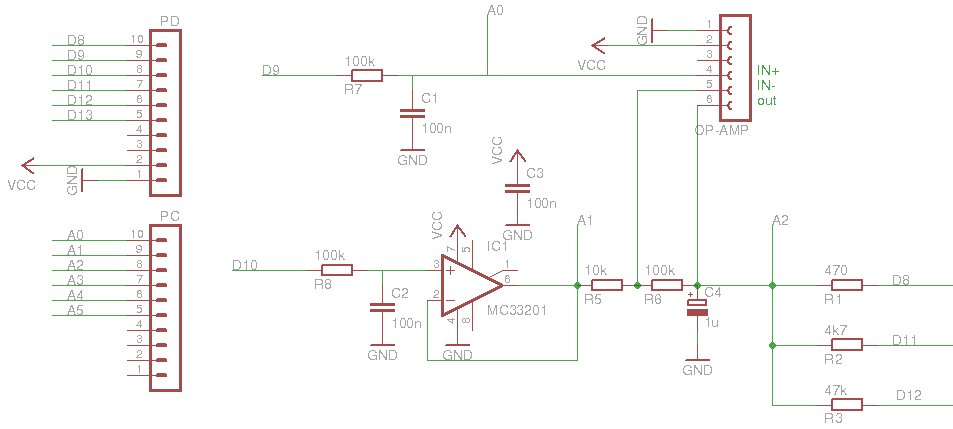 PD
D8 10
D9 9
D10 8
D11 7
D12 6
D13 5
4
3
2
VCC
GND 1
PC
A0 10
A1 9
A2 8
A3 7
A4 6
A5 5
4
3
2
1
A0
D9
100k
R7
C1
100n
GND
GND
VCC
1
2
3
4 IN+
5 IN-
6 out
OP-AMP
VCC
C3
100n
GND
D10
100k
R8
C2
100n
GND
VCC
7
5
IC1
3
1
6
2
4
8
MC33201
GND
A1
10k
R5
100k
R6
C4
+
1u
GND
A2
470
R1
D8
4k7
R2
D11
47k
R3
D12